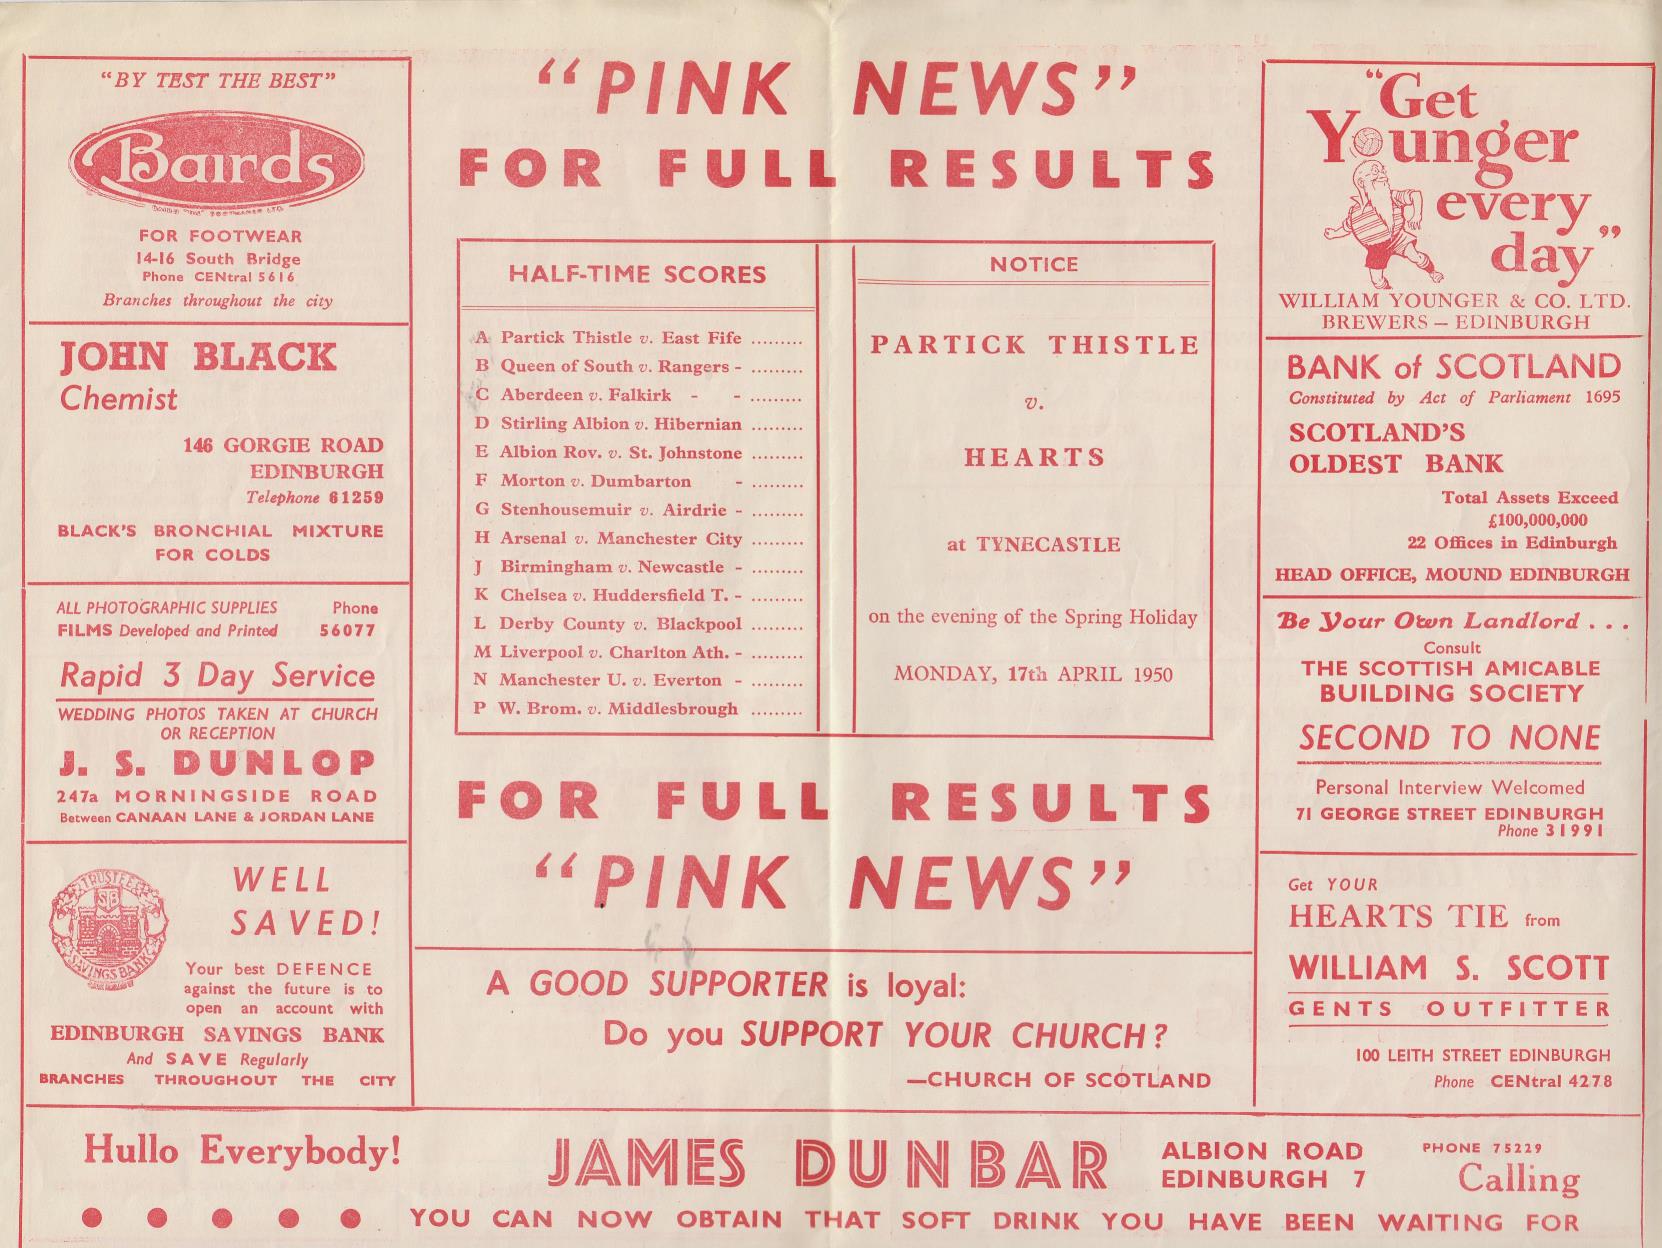 "BY TEST THE BEST"
Bairds
FOR FOOTWEAR
14-16 South Bridge
Phone CENtral 5616
Branches throughout the city
JOHN BLACK
Chemist
146 GORGIE ROAD
EDINBURGH
Telephone 61259
BLACK'S BRONCHIAL MIXTURE
FOR COLDS
ALL PHOTOGRAPHIC SUPPLIES Phone
FILMS Developed and Printed 56077
Rapid 3 Day Service
WEDDING PHOTOS TAKEN AT CHURCH
OR RECEPTION
J. S. DUNLOP
247a MORNINGSIDE ROAD
Between CANAAN LANE & JORDAN LANE
TRUSTEE
SAVINGS BANK
WELL
SAVED!
Your best DEFENCE
against the future is to
open an account with
EDINBURGH SAVINGS BANK
And SAVE Regularly
BRANCHES THROUGHOUT THE CITY
"PINK NEWS"
FOR FULL RESULTS
HALF-TIME SCORES
A Partick Thistle v. East Fife .........
B Queen of South v. Rangers - .........
C Aberdeen v. Falkirk - - .........
D Stirling Albion v. Hibernian .........
E Albion Rov. v. St. Johnstone .........
F Morton v. Dumbarton - .........
G Stenhousemuir v. Airdrie - .........
H Arsenal v. Manchester City .........
J Birmingham v. Newcastle - .........
K Chelsea v. Huddersfield T. - .........
L Derby County v. Blackpool .........
M Liverpool v. Charlton Ath. - .........
N Manchester U. v. Everton - .........
P W. Brom. v. Middlesbrough .........
NOTICE
PARTICK THISTLE
v.
HEARTS
at TYNECASTLE
on the evening of the Spring Holiday
MONDAY, 17th APRIL 1950
FOR FULL RESULTS
"PINK NEWS"
A GOOD SUPPORTER is loyal:
Do you SUPPORT YOUR CHURCH?
—CHURCH OF SCOTLAND
"Get
Younger
every
day"
WILLIAM YOUNGER & CO. LTD.
BREWERS – EDINBURGH
BANK of SCOTLAND
Constituted by Act of Parliament 1695
SCOTLAND'S
OLDEST BANK
Total Assets Exceed
£100,000,000
22 Offices in Edinburgh
HEAD OFFICE, MOUND EDINBURGH
Be Your Own Landlord . . .
Consult
THE SCOTTISH AMICABLE
BUILDING SOCIETY
SECOND TO NONE
Personal Interview Welcomed
71 GEORGE STREET EDINBURGH
Phone 31991
Get YOUR
HEARTS TIE from
WILLIAM S. SCOTT
GENTS OUTFITTER
100 LEITH STREET EDINBURGH
Phone CENtral 4278
Hullo Everybody!
JAMES DUNBAR
ALBION ROAD
EDINBURGH 7
PHONE 75229
Calling
● ● ● ● ● YOU CAN NOW OBTAIN THAT SOFT DRINK YOU HAVE BEEN WAITING FOR